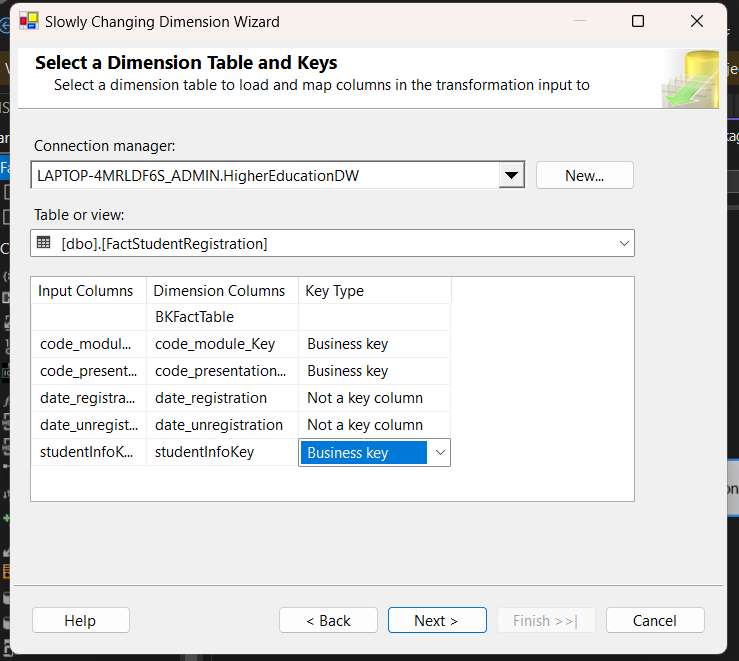 Slowly Changing Dimension Wizard
Select a Dimension Table and Keys
Select a dimension table to load and map columns in the transformation input to
Connection manager:
LAPTOP-4MRLDF6S_ADMIN.HigherEducationDW New...
Table or view:
[dbo].[FactStudentRegistration]
Input Columns Dimension Columns Key Type
BKFactTable
code_modul... code_module_Key Business key
code_present... code_presentation... Business key
date_registra... date_registration Not a key column
date_unregist... date_unregistration Not a key column
studentInfoK... studentInfoKey Business key
Help < Back Next > Finish >>| Cancel